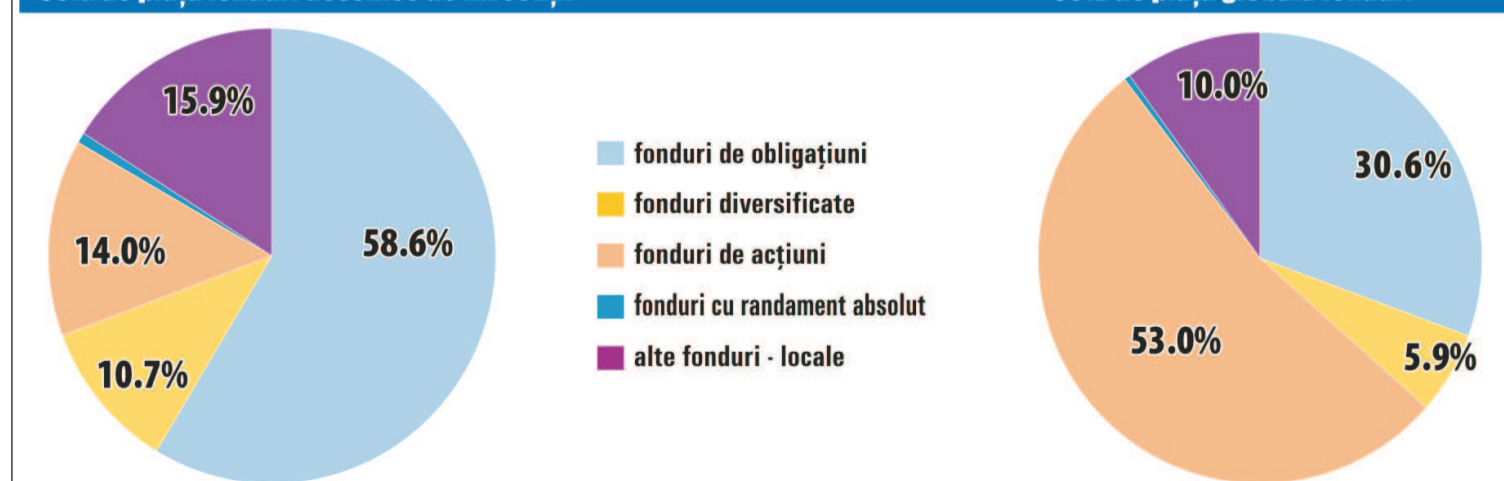 15.9%
14.0%
10.7%
58.6%
fonduri de obligațiuni
fonduri diversificate
fonduri de acțiuni
fonduri cu randament absolut
alte fonduri - locale
10.0%
30.6%
53.0%
5.9%